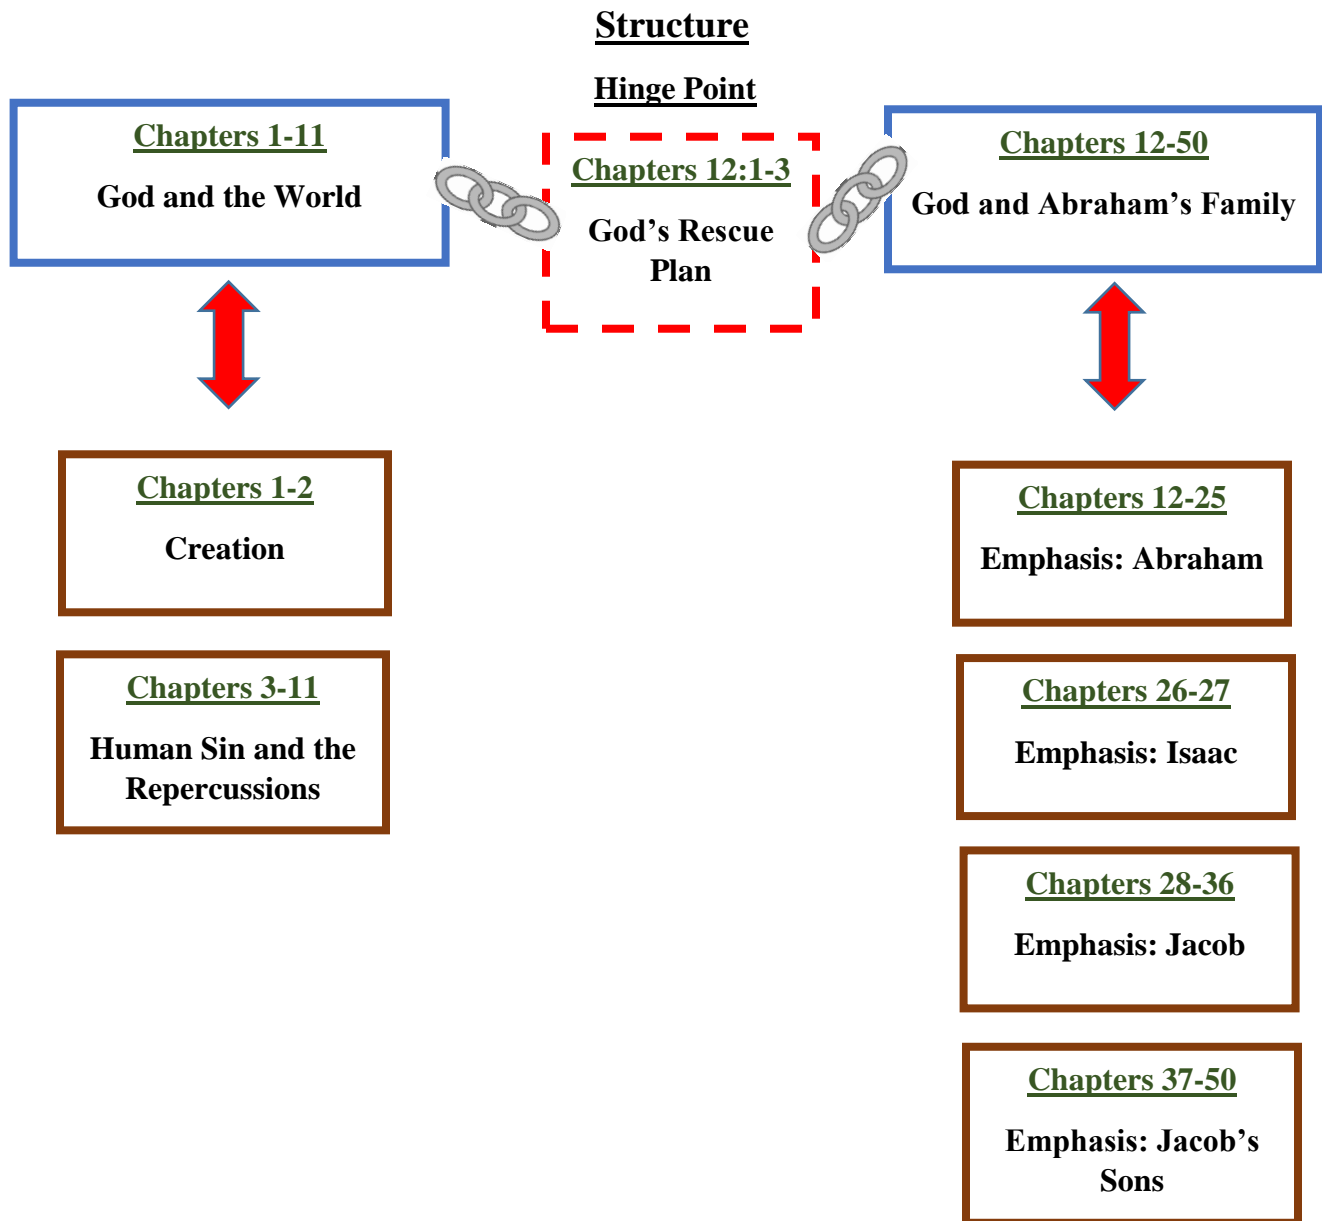 Structure
Hinge Point
Chapters 1-11
God and the World
Chapters 12:1-3
God’s Rescue
Plan
Chapters 12-50
God and Abraham’s Family
Chapters 1-2
Creation
Chapters 3-11
Human Sin and the
Repercussions
Chapters 12-25
Emphasis: Abraham
Chapters 26-27
Emphasis: Isaac
Chapters 28-36
Emphasis: Jacob
Chapters 37-50
Emphasis: Jacob’s
Sons